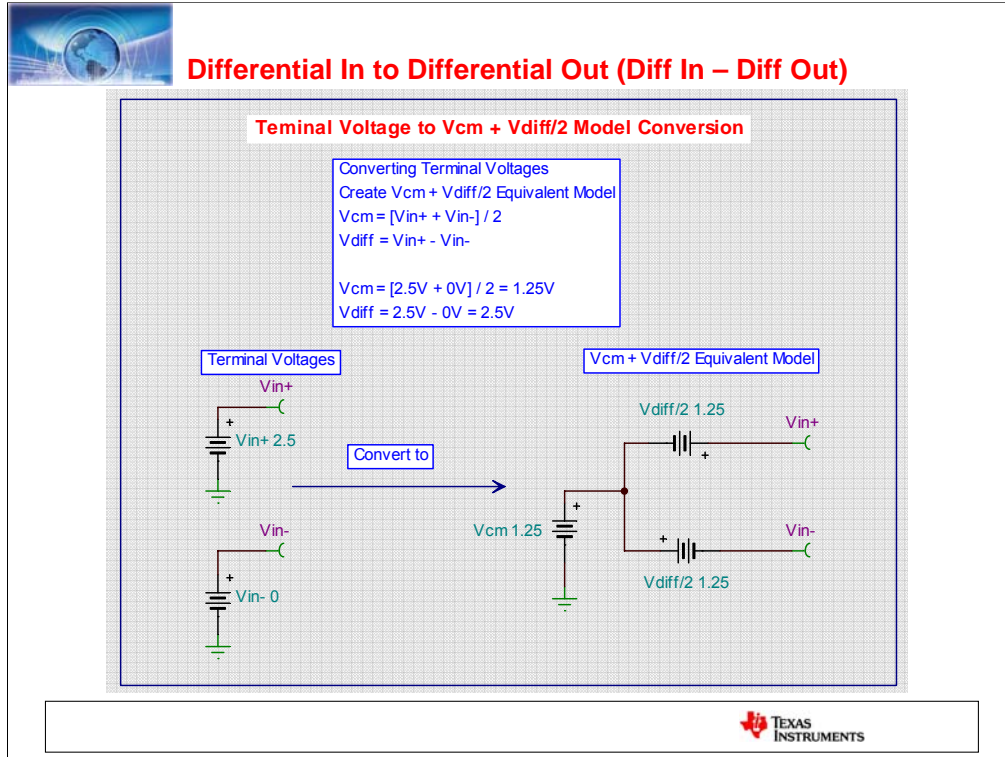 Differential In to Differential Out (Diff In – Diff Out)
Teminal Voltage to Vcm + Vdiff/2 Model Conversion
Converting Terminal Voltages
Create Vcm + Vdiff/2 Equivalent Model
Vcm = [Vin+ + Vin-] / 2
Vdiff = Vin+ - Vin-
Vcm = [2.5V + 0V] / 2 = 1.25V
Vdiff = 2.5V - 0V = 2.5V
Terminal Voltages
Vin+
+
Vin+ 2.5
Convert to
Vin-
+
Vin- 0
Vcm + Vdiff/2 Equivalent Model
Vdiff/2 1.25
Vin+
+
+
Vcm 1.25
Vin-
+
Vdiff/2 1.25
TEXAS
INSTRUMENTS